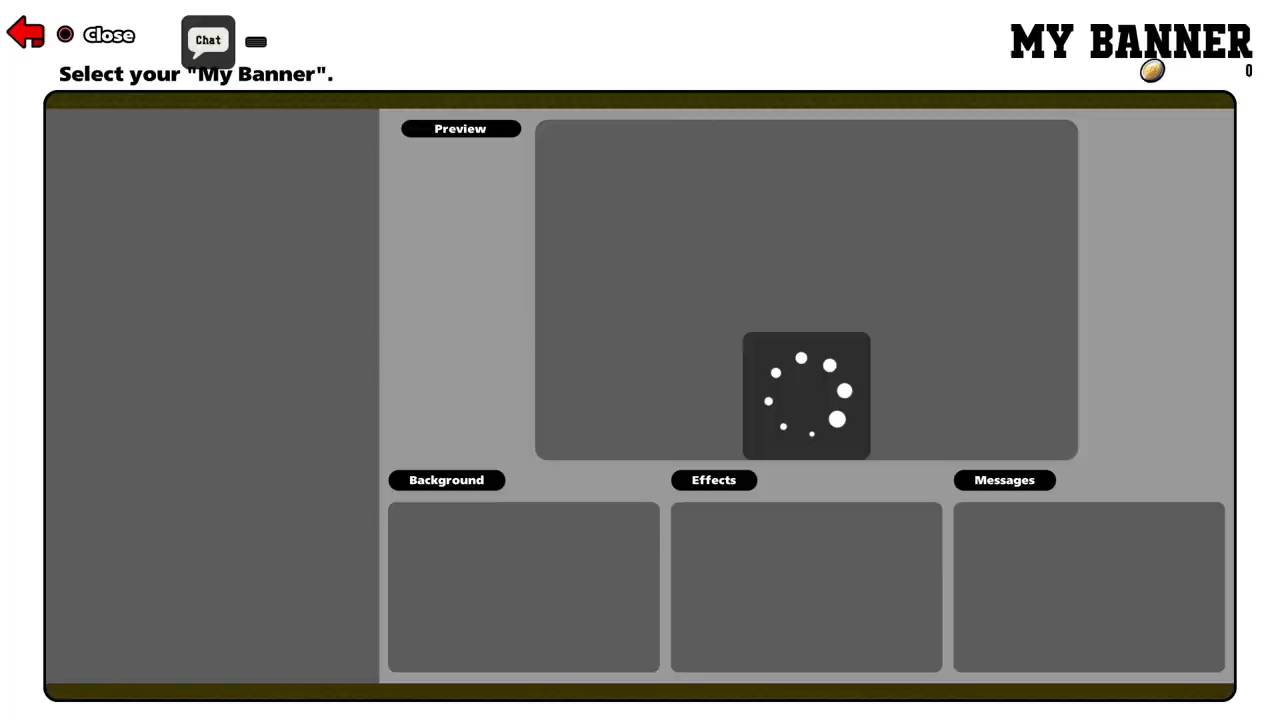 Close
Chat
MY BANNER
Select your "My Banner".
0
Preview
Background
Effects
Messages